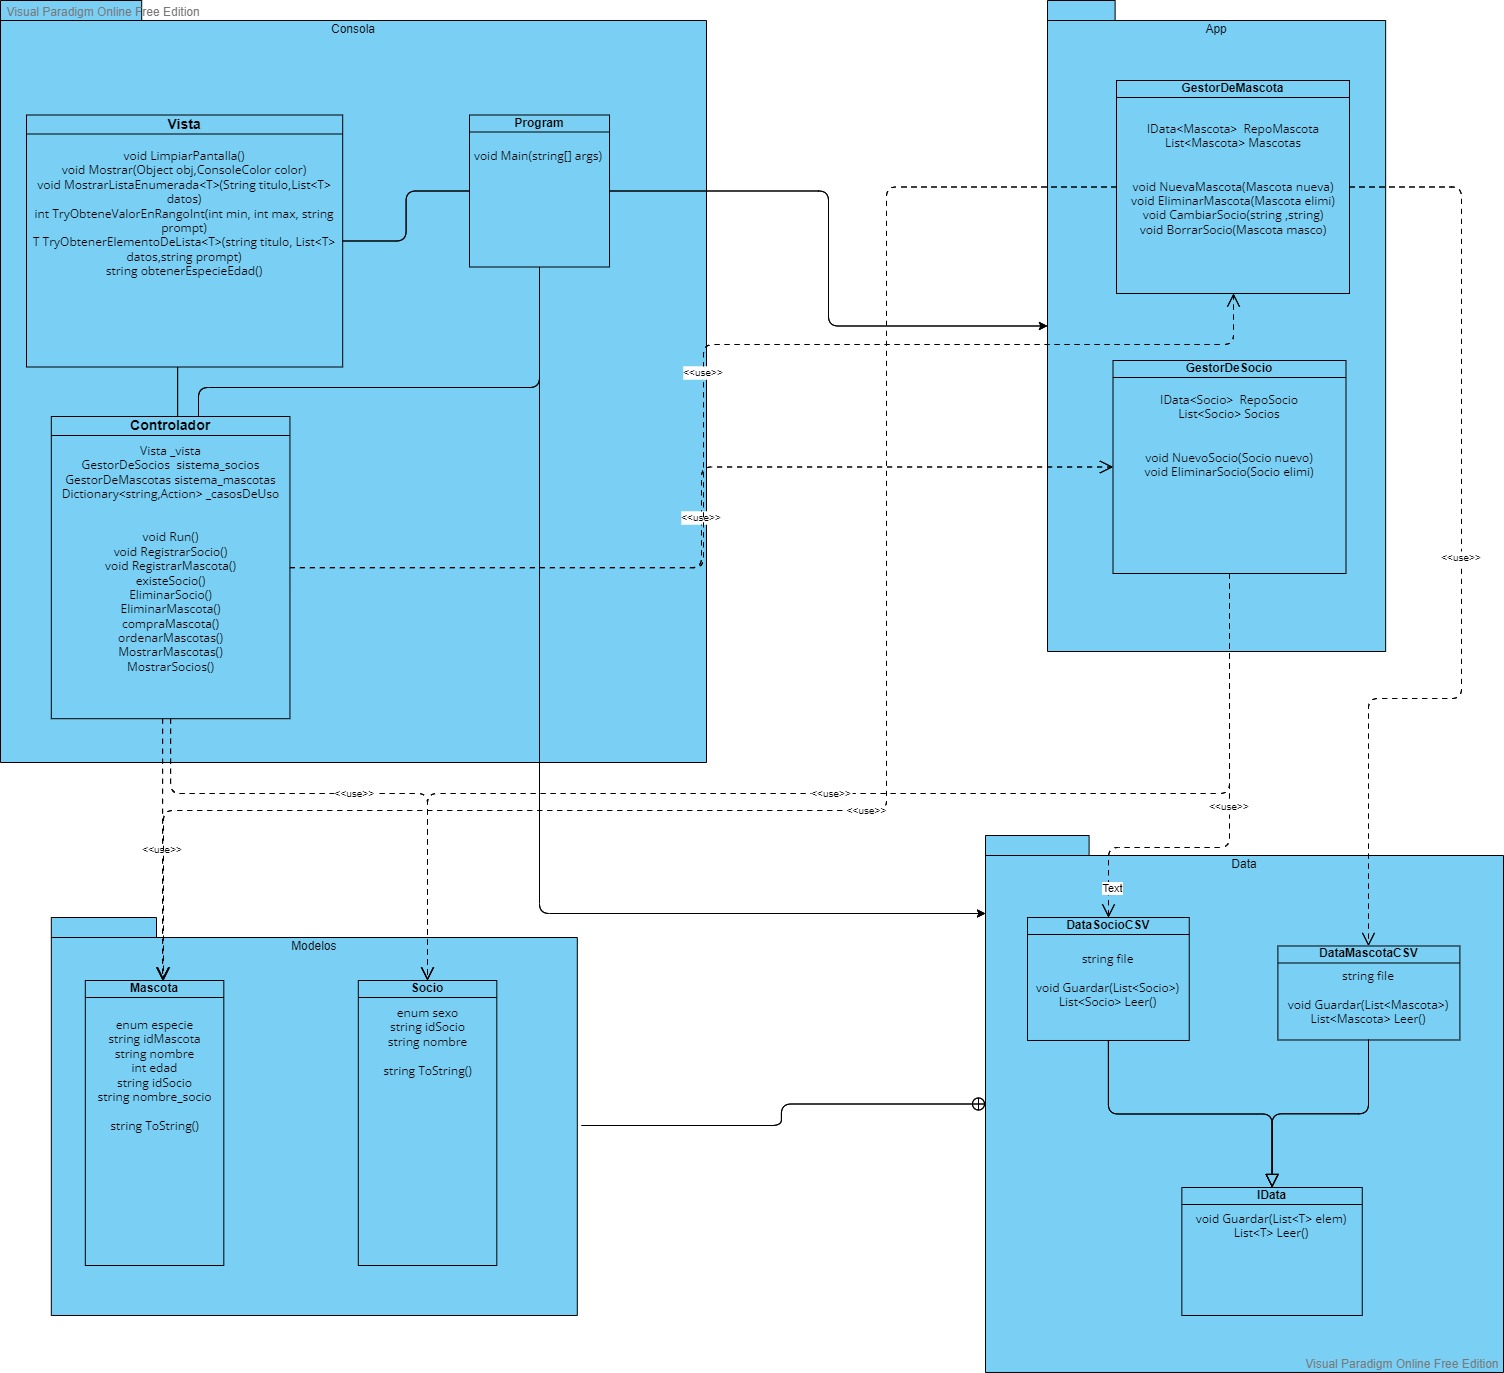 Visual Paradigm Online Free Edition
Consola
Vista
void LimpiarPantalla()
void Mostrar(Object obj,ConsoleColor color)
void MostrarListaEnumerada<T>(String titulo,List<T>
datos)
int TryObteneValorEnRangoInt(int min, int max, string
prompt)
T TryObtenerElementoDeLista<T>(string titulo, List<T>
datos,string prompt)
string obtenerEspecieEdad()
Program
void Main(string[] args)
Controlador
Vista _vista
GestorDeSocios  sistema_socios
GestorDeMascotas sistema_mascotas
Dictionary<string,Action> _casosDeUso
void Run()
void RegistrarSocio()
void RegistrarMascota()
existeSocio()
EliminarSocio()
EliminarMascota()
compraMascota()
ordenarMascotas()
MostrarMascotas()
MostrarSocios()
App
GestorDeMascota
IData<Mascota>  RepoMascota
List<Mascota> Mascotas
void NuevaMascota(Mascota nueva)
void EliminarMascota(Mascota elimi)
void CambiarSocio(string ,string)
void BorrarSocio(Mascota masco)
GestorDeSocio
IData<Socio>  RepoSocio
List<Socio> Socios
void NuevoSocio(Socio nuevo)
void EliminarSocio(Socio elimi)
<<use>>
<<use>>
<<use>>
<<use>>
<<use>>
<<use>>
<<use>>
<<use>>
Modelos
Mascota
enum especie
string idMascota
string nombre
int edad
string idSocio
string nombre_socio
string ToString()
Socio
enum sexo
string idSocio
string nombre
string ToString()
Data
Text
DataSocioCSV
string file
void Guardar(List<Socio>)
List<Socio> Leer()
DataMascotaCSV
string file
void Guardar(List<Mascota>)
List<Mascota> Leer()
IData
void Guardar(List<T> elem)
List<T> Leer()
Visual Paradigm Online Free Edition